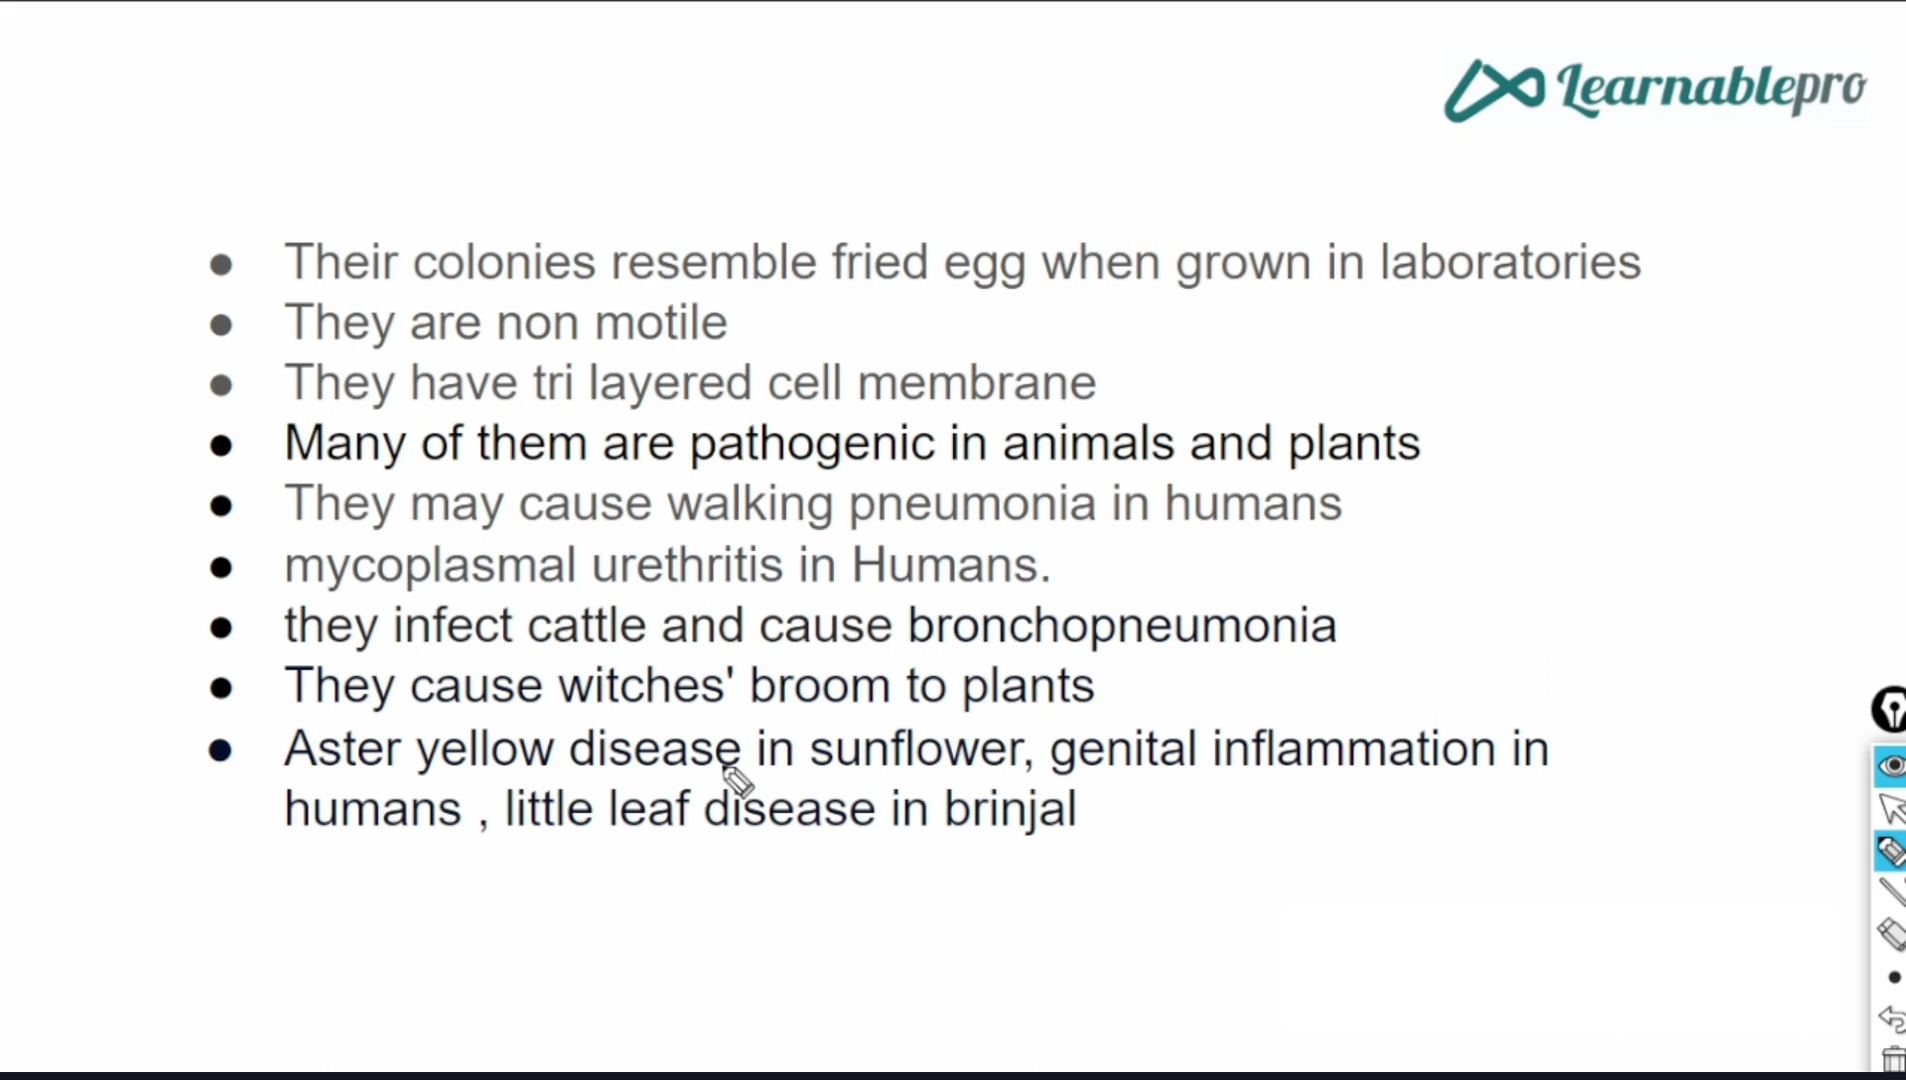 Learnablepro
● Their colonies resemble fried egg when grown in laboratories
● They are non motile
● They have tri layered cell membrane
● Many of them are pathogenic in animals and plants
● They may cause walking pneumonia in humans
● mycoplasmal urethritis in Humans.
● they infect cattle and cause bronchopneumonia
● They cause witches' broom to plants
● Aster yellow disease in sunflower, genital inflammation in
humans , little leaf disease in brinjal